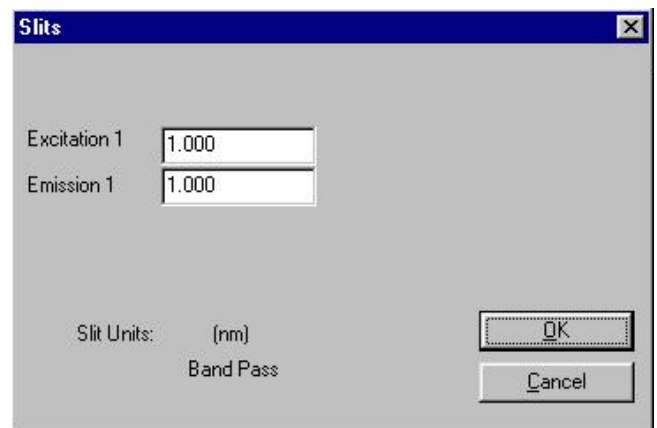 Slits
Excitation 1 1.000
Emission 1 1.000
Slit Units: (nm) OK
Band Pass
Cancel